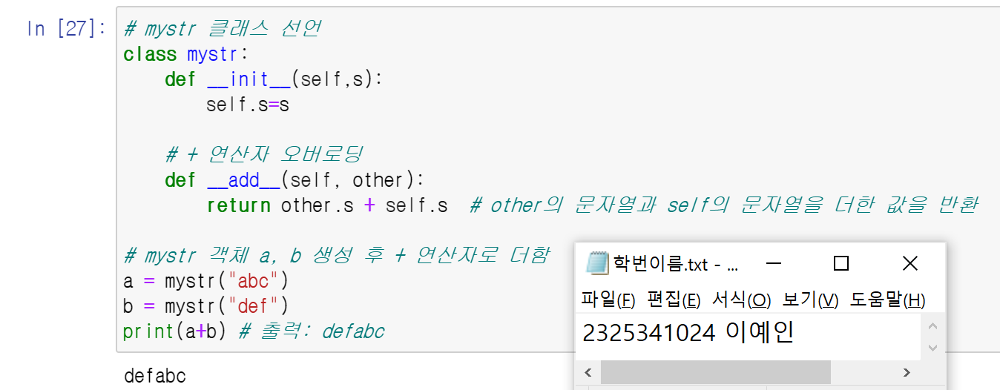 In [27]:
# mystr 클래스 선언
class mystr:
    def __init__(self,s):
        self.s=s
    # + 연산자 오버로딩
    def __add__(self, other):
        return other.s + self.s  # other의 문자열과 self의 문자열을 더한 값을 반환
# mystr 객체 a, b 생성 후 + 연산자로 더함
a = mystr("abc")
b = mystr("def")
print(a+b) # 출력: defabc
defabc
학번이름.txt - ...
파일(F) 편집(E) 서식(O) 보기(V) 도움말(H)
2325341024 이예인